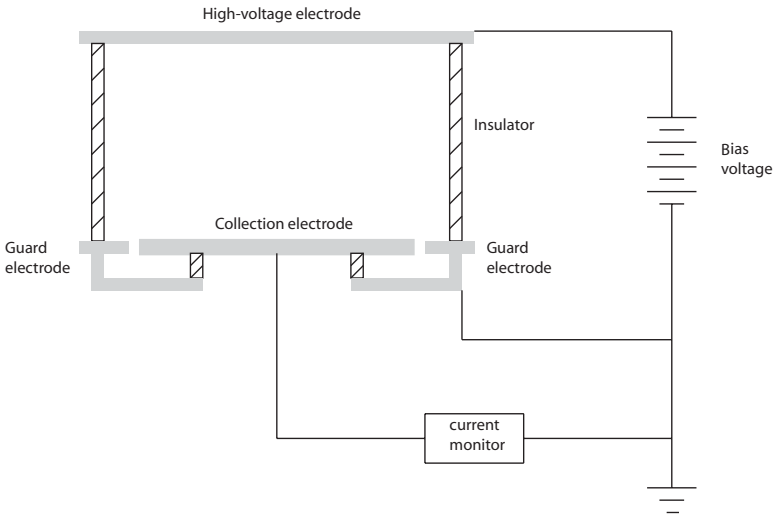 High-voltage electrode
Insulator
Bias
voltage
Collection electrode
Guard
electrode
Guard
electrode
current
monitor